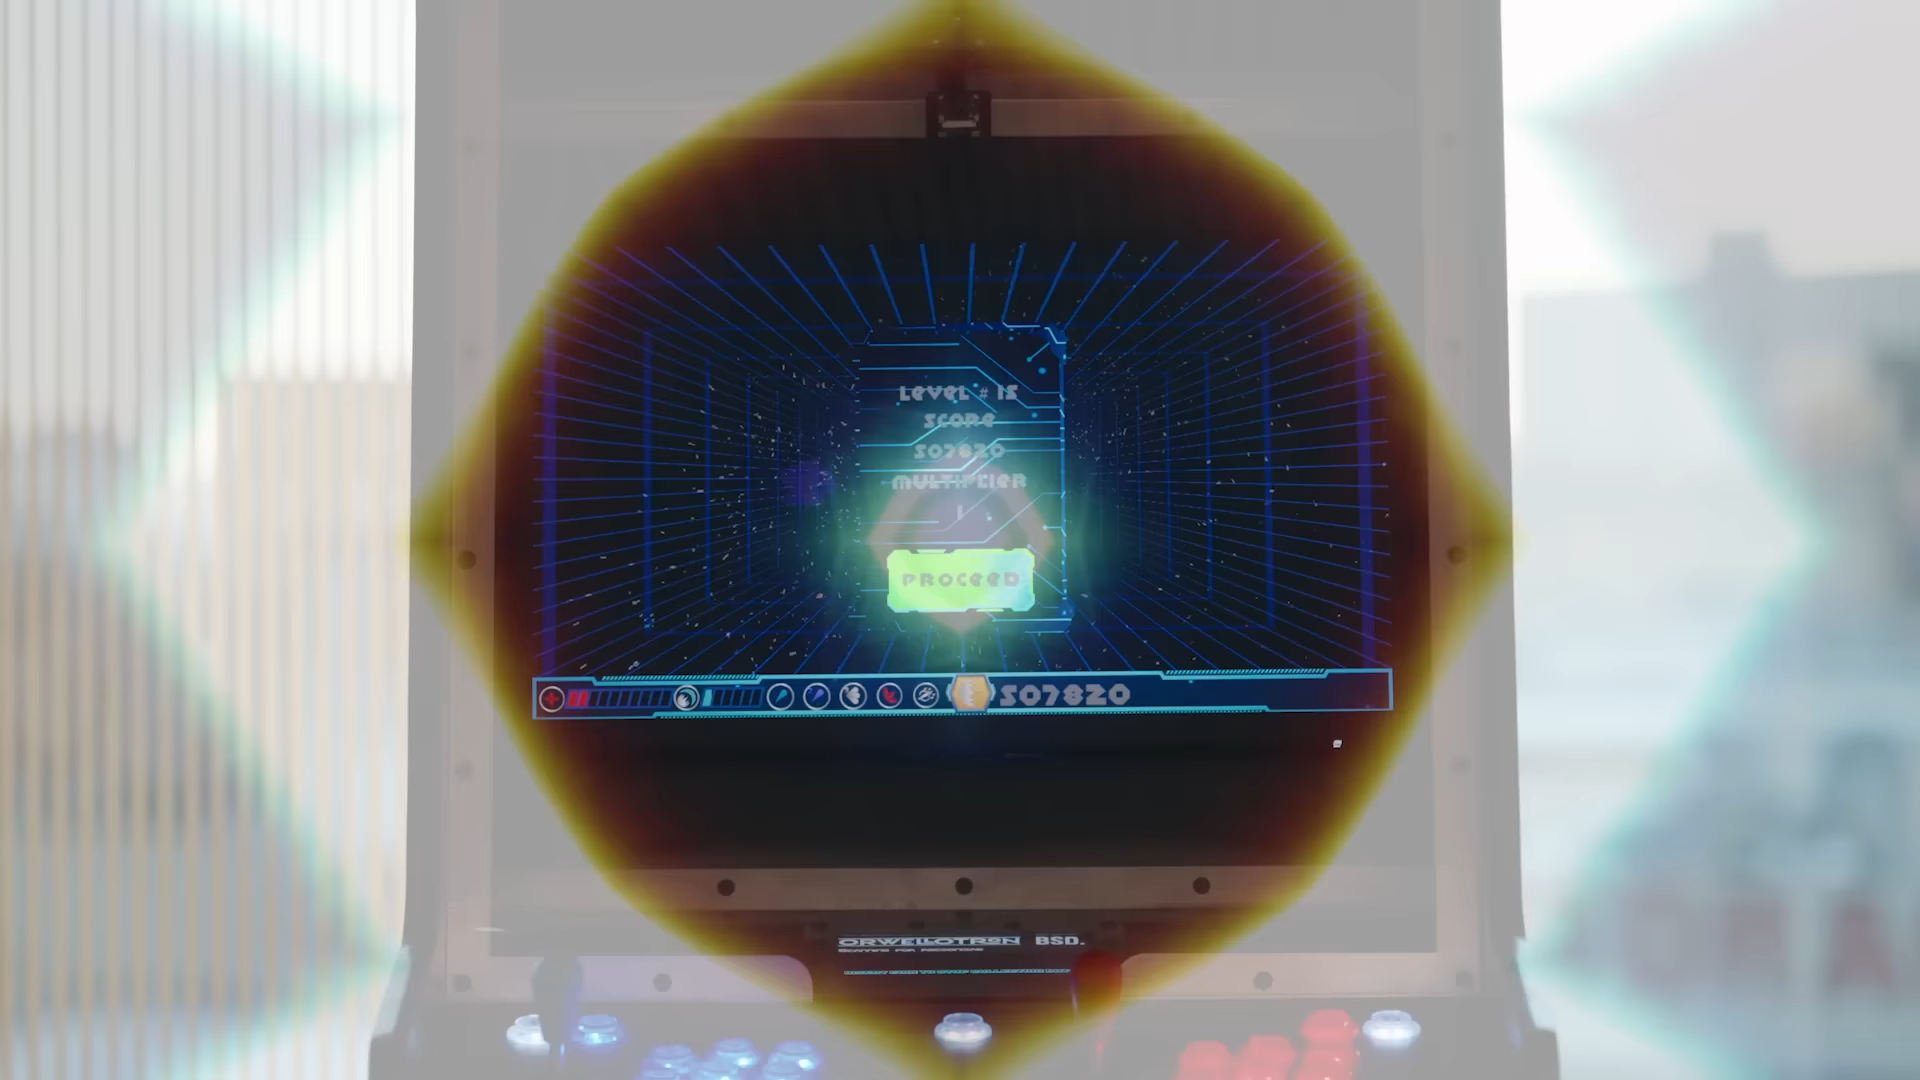 LEVEL # 15
SCORE
507820
MULTIPLIER
1
PROCEED
507820
ORWELLOTRON BSD.